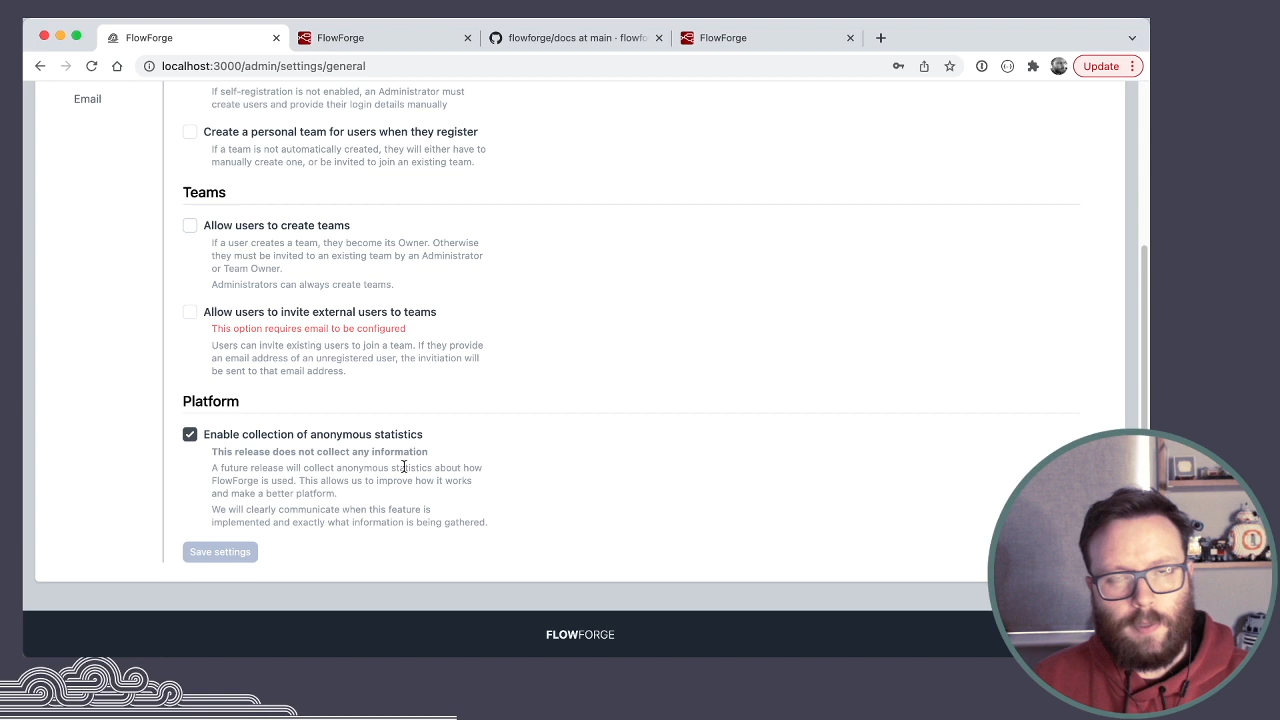 FlowForge
FlowForge
flowforge/docs at main · flowfo
FlowForge
localhost:3000/admin/settings/general
Update
Email
If self-registration is not enabled, an Administrator must
create users and provide their login details manually
Create a personal team for users when they register
If a team is not automatically created, they will either have to
manually create one, or be invited to join an existing team.
Teams
Allow users to create teams
If a user creates a team, they become its Owner. Otherwise
they must be invited to an existing team by an Administrator
or Team Owner.
Administrators can always create teams.
Allow users to invite external users to teams
This option requires email to be configured
Users can invite existing users to join a team. If they provide
an email address of an unregistered user, the invitiation will
be sent to that email address.
Platform
Enable collection of anonymous statistics
This release does not collect any information
A future release will collect anonymous statistics about how
FlowForge is used. This allows us to improve how it works
and make a better platform.
We will clearly communicate when this feature is
implemented and exactly what information is being gathered.
Save settings
FLOWFORGE